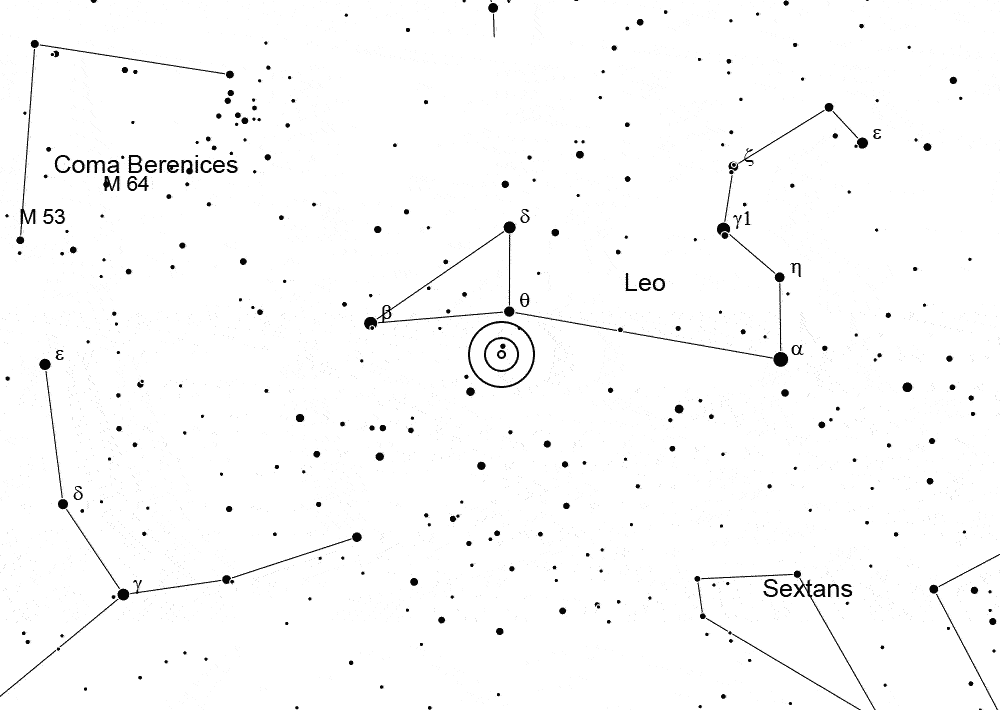 ε
ζ
Coma Berenices
M 64
M 53
δ
γ1
η
Leo
θ
β
α
ε
δ
γ
Sextans